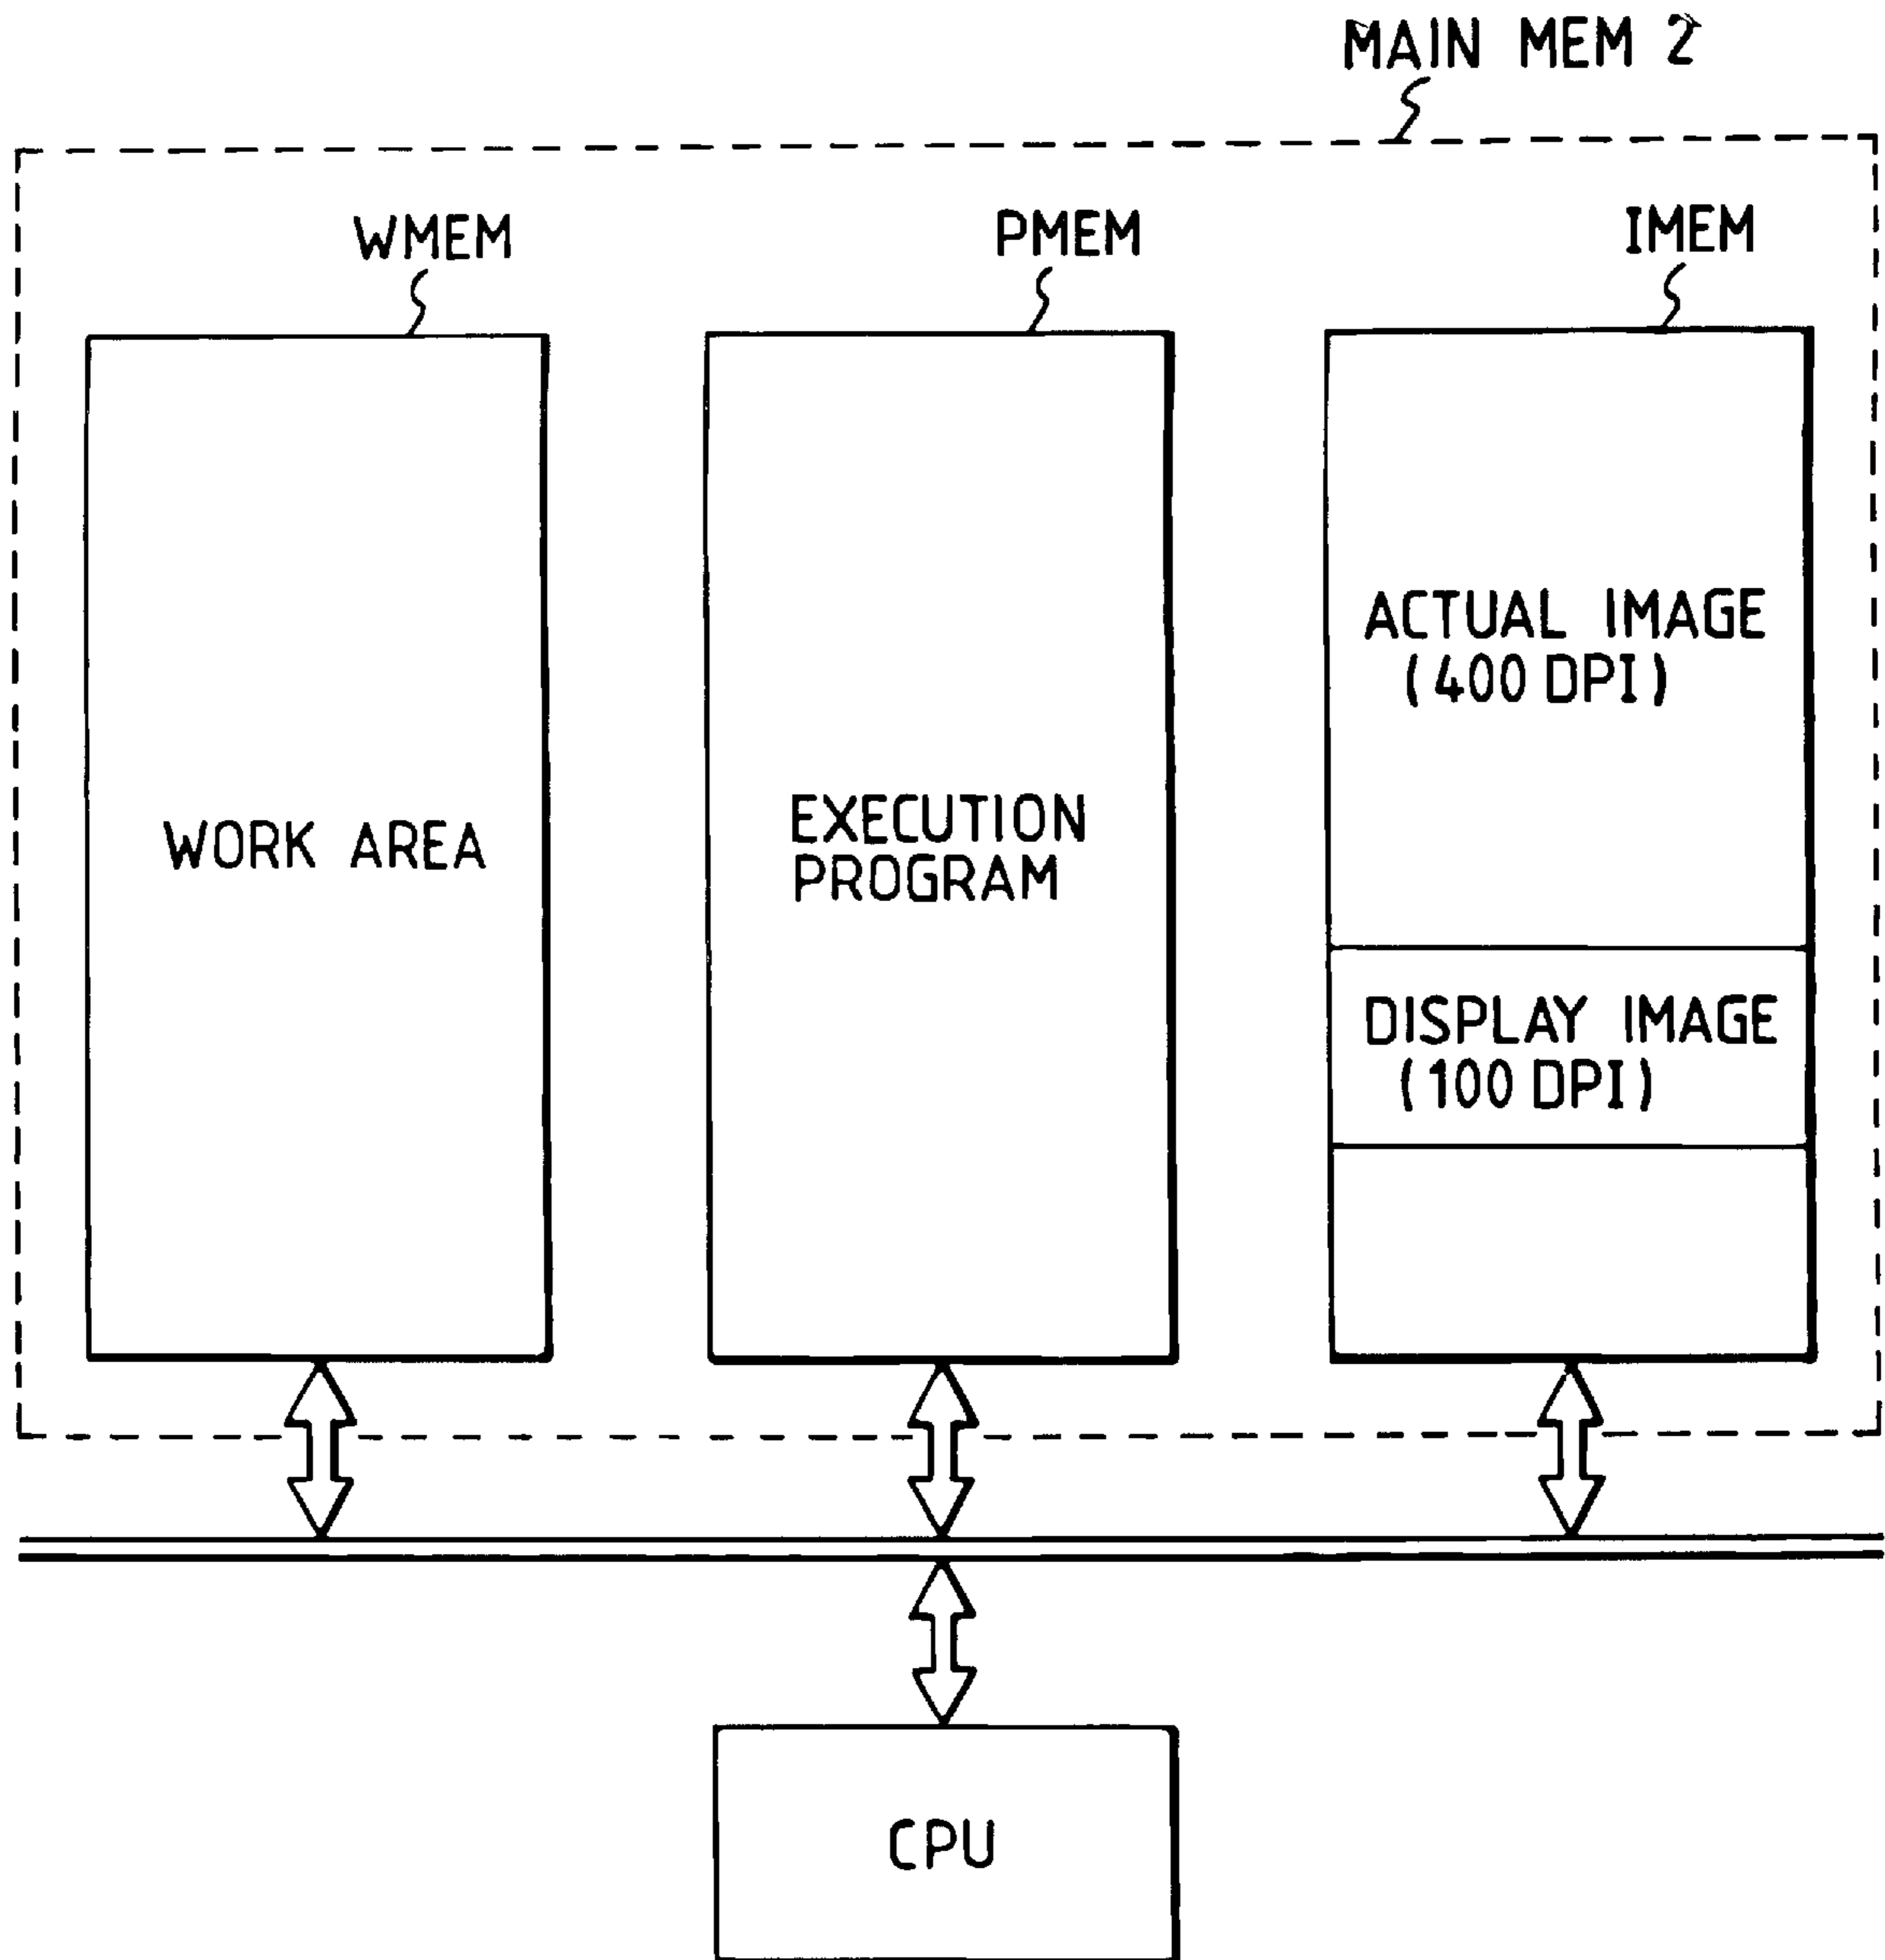 MAIN MEM 2
WMEM
PMEM
IMEM
WORK AREA
EXECUTION
PROGRAM
ACTUAL IMAGE
(400 DPI)
DISPLAY IMAGE
(100 DPI)
CPU